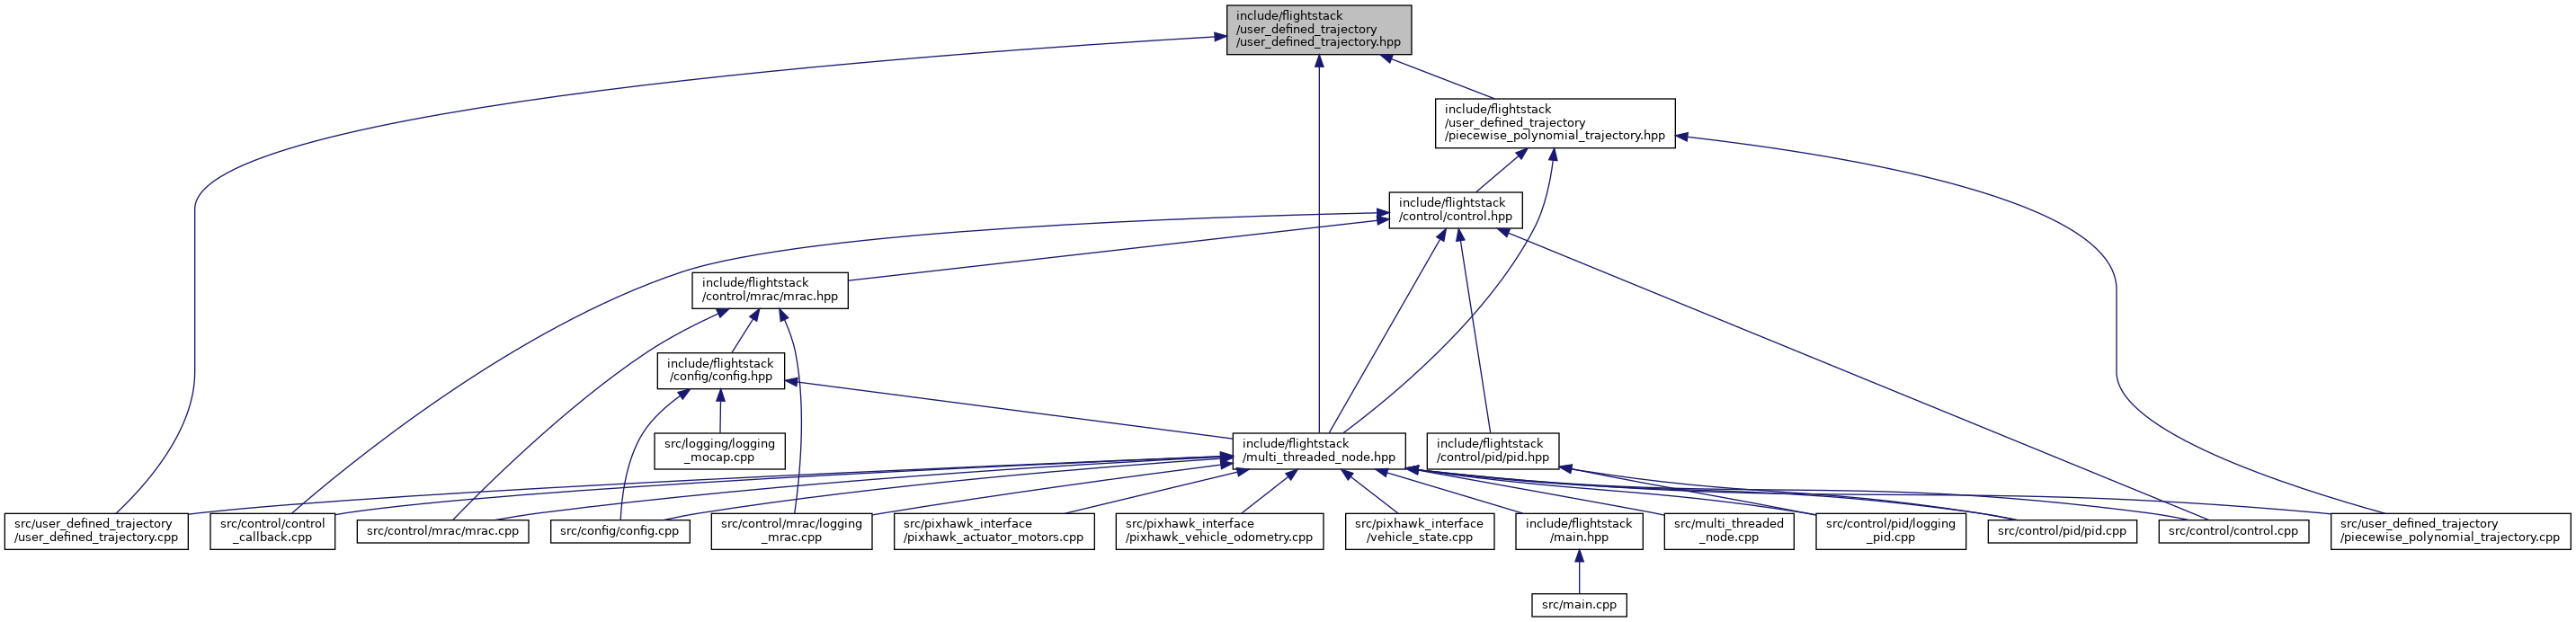 include/flightstack
/user_defined_trajectory
/user_defined_trajectory.hpp
include/flightstack
/user_defined_trajectory
/piecewise_polynomial_trajectory.hpp
include/flightstack
/control/control.hpp
include/flightstack
/control/mrac/mrac.hpp
include/flightstack
/config/config.hpp
src/logging/logging
_mocap.cpp
include/flightstack
/multi_threaded_node.hpp
include/flightstack
/control/pid/pid.hpp
src/user_defined_trajectory
/user_defined_trajectory.cpp
src/control/control
_callback.cpp
src/control/mrac/mrac.cpp
src/config/config.cpp
src/control/mrac/logging
_mrac.cpp
src/pixhawk_interface
/pixhawk_actuator_motors.cpp
src/pixhawk_interface
/pixhawk_vehicle_odometry.cpp
src/pixhawk_interface
/vehicle_state.cpp
include/flightstack
/main.hpp
src/multi_threaded
_node.cpp
src/control/pid/logging
_pid.cpp
src/control/pid/pid.cpp
src/control/control.cpp
src/user_defined_trajectory
/piecewise_polynomial_trajectory.cpp
src/main.cpp